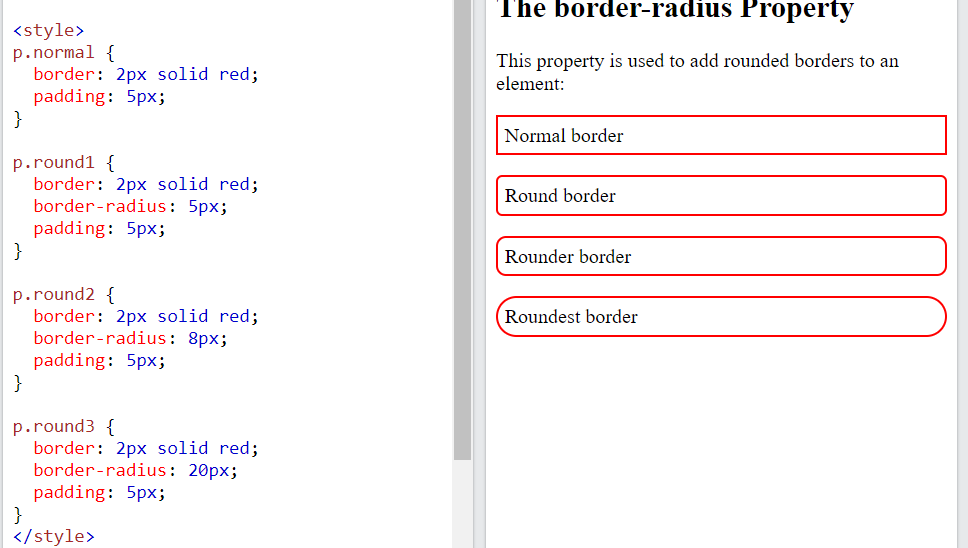 <style>
p.normal {
  border: 2px solid red;
  padding: 5px;
}

p.round1 {
  border: 2px solid red;
  border-radius: 5px;
  padding: 5px;
}

p.round2 {
  border: 2px solid red;
  border-radius: 8px;
  padding: 5px;
}

p.round3 {
  border: 2px solid red;
  border-radius: 20px;
  padding: 5px;
}
</style>
The border-radius Property
This property is used to add rounded borders to an
element:
Normal border
Round border
Rounder border
Roundest border